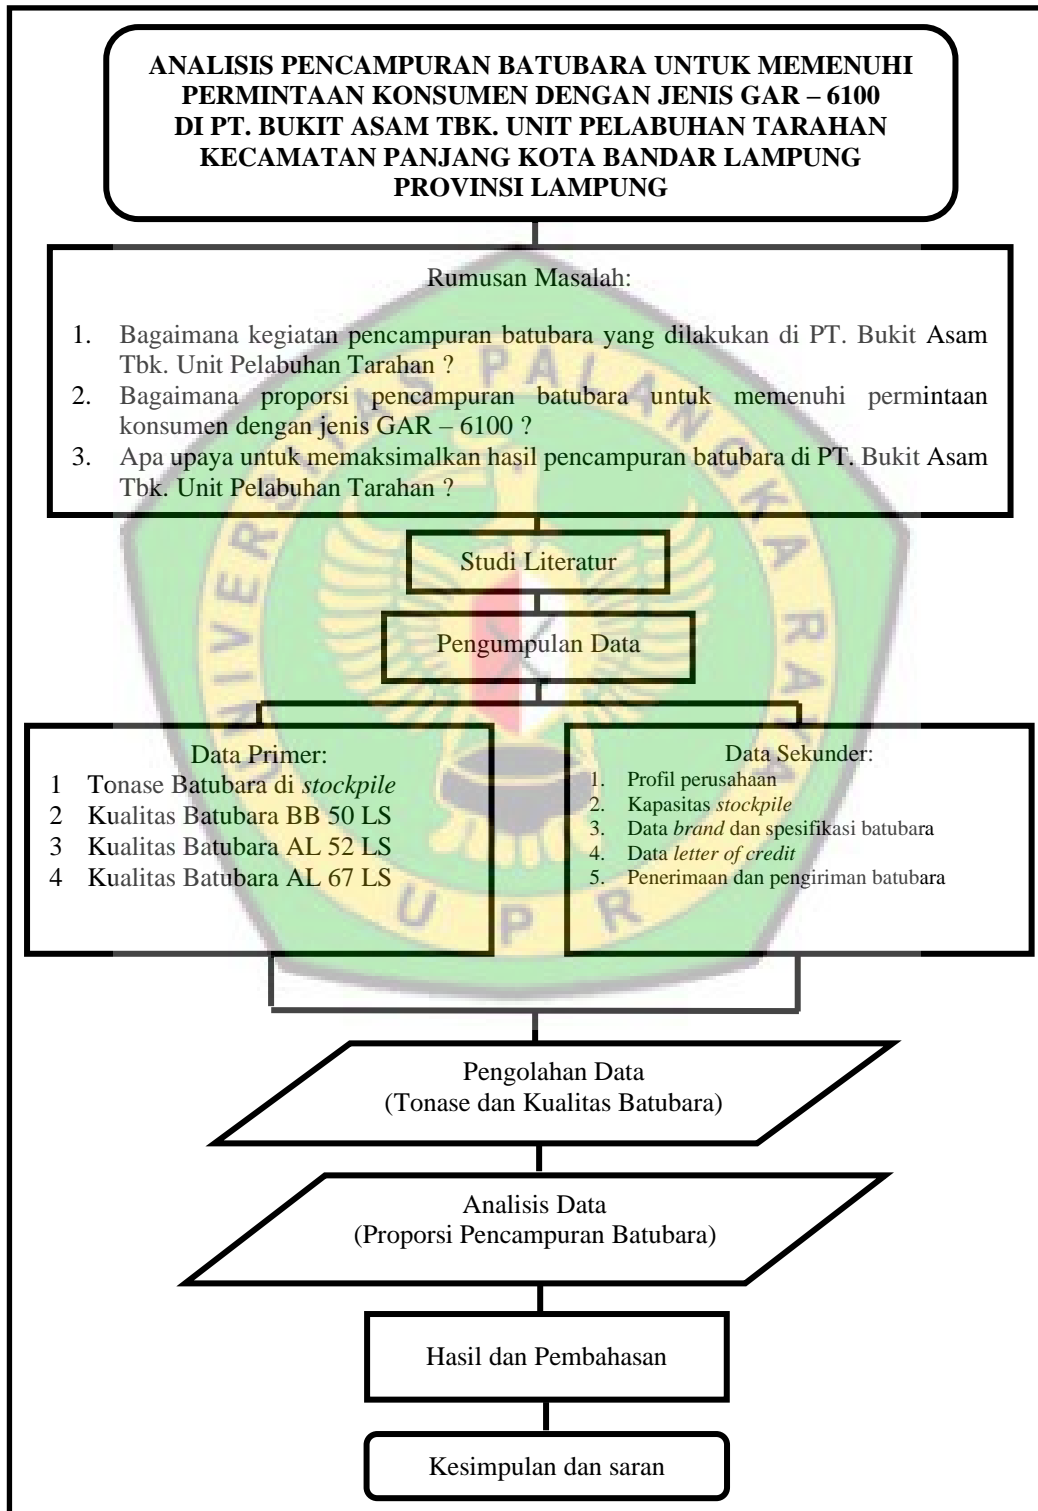 ANALISIS PENCAMPURAN BATUBARA UNTUK MEMENUHI
PERMINTAAN KONSUMEN DENGAN JENIS GAR – 6100
DI PT. BUKIT ASAM TBK. UNIT PELABUHAN TARAHAN
KECAMATAN PANJANG KOTA BANDAR LAMPUNG
PROVINSI LAMPUNG
Rumusan Masalah:
1. Bagaimana kegiatan pencampuran batubara yang dilakukan di PT. Bukit Asam
Tbk. Unit Pelabuhan Tarahan ?
2. Bagaimana proporsi pencampuran batubara untuk memenuhi permintaan
konsumen dengan jenis GAR – 6100 ?
3. Apa upaya untuk memaksimalkan hasil pencampuran batubara di PT. Bukit Asam
Tbk. Unit Pelabuhan Tarahan ?
Studi Literatur
Pengumpulan Data
Data Primer:
1 Tonase Batubara di stockpile
2 Kualitas Batubara BB 50 LS
3 Kualitas Batubara AL 52 LS
4 Kualitas Batubara AL 67 LS
Data Sekunder:
1. Profil perusahaan
2. Kapasitas stockpile
3. Data brand dan spesifikasi batubara
4. Data letter of credit
5. Penerimaan dan pengiriman batubara
Pengolahan Data
(Tonase dan Kualitas Batubara)
Analisis Data
(Proporsi Pencampuran Batubara)
Hasil dan Pembahasan
Kesimpulan dan saran
UNIVERSITAS PALANGKA RAYA
UPR